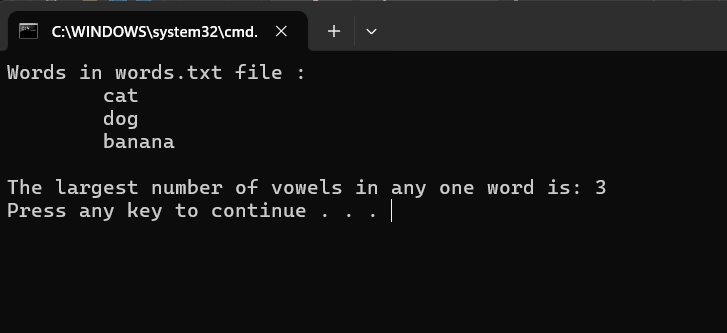 C:\WINDOWS\system32\cmd.
Words in words.txt file :
cat
dog
banana
The largest number of vowels in any one word is: 3
Press any key to continue . . .